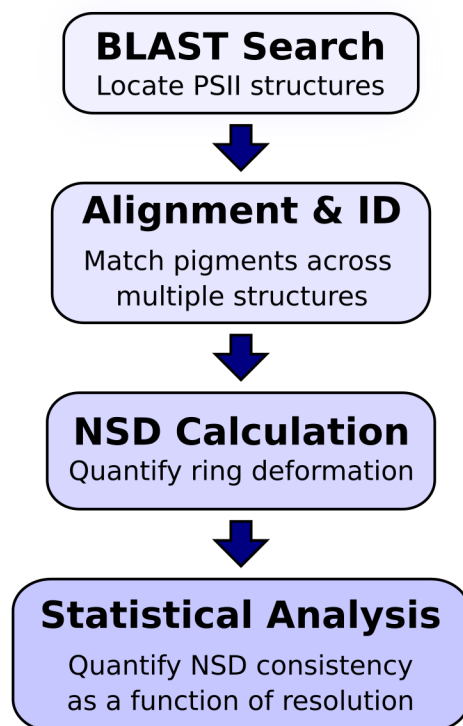 BLAST Search
Locate PSII structures
Alignment & ID
Match pigments across
multiple structures
NSD Calculation
Quantify ring deformation
Statistical Analysis
Quantify NSD consistency
as a function of resolution